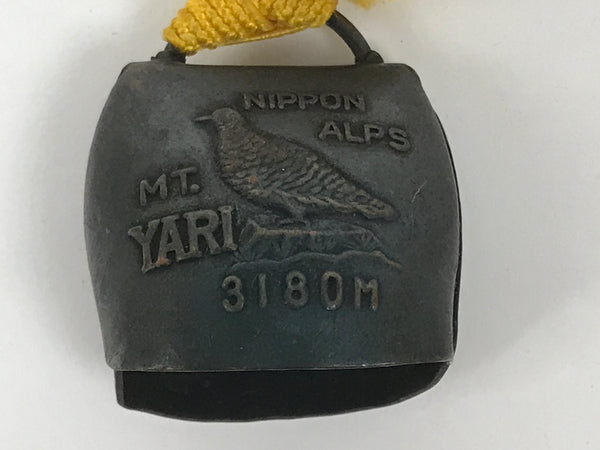 NIPPON
ALPS
MT.
YARI
3180M